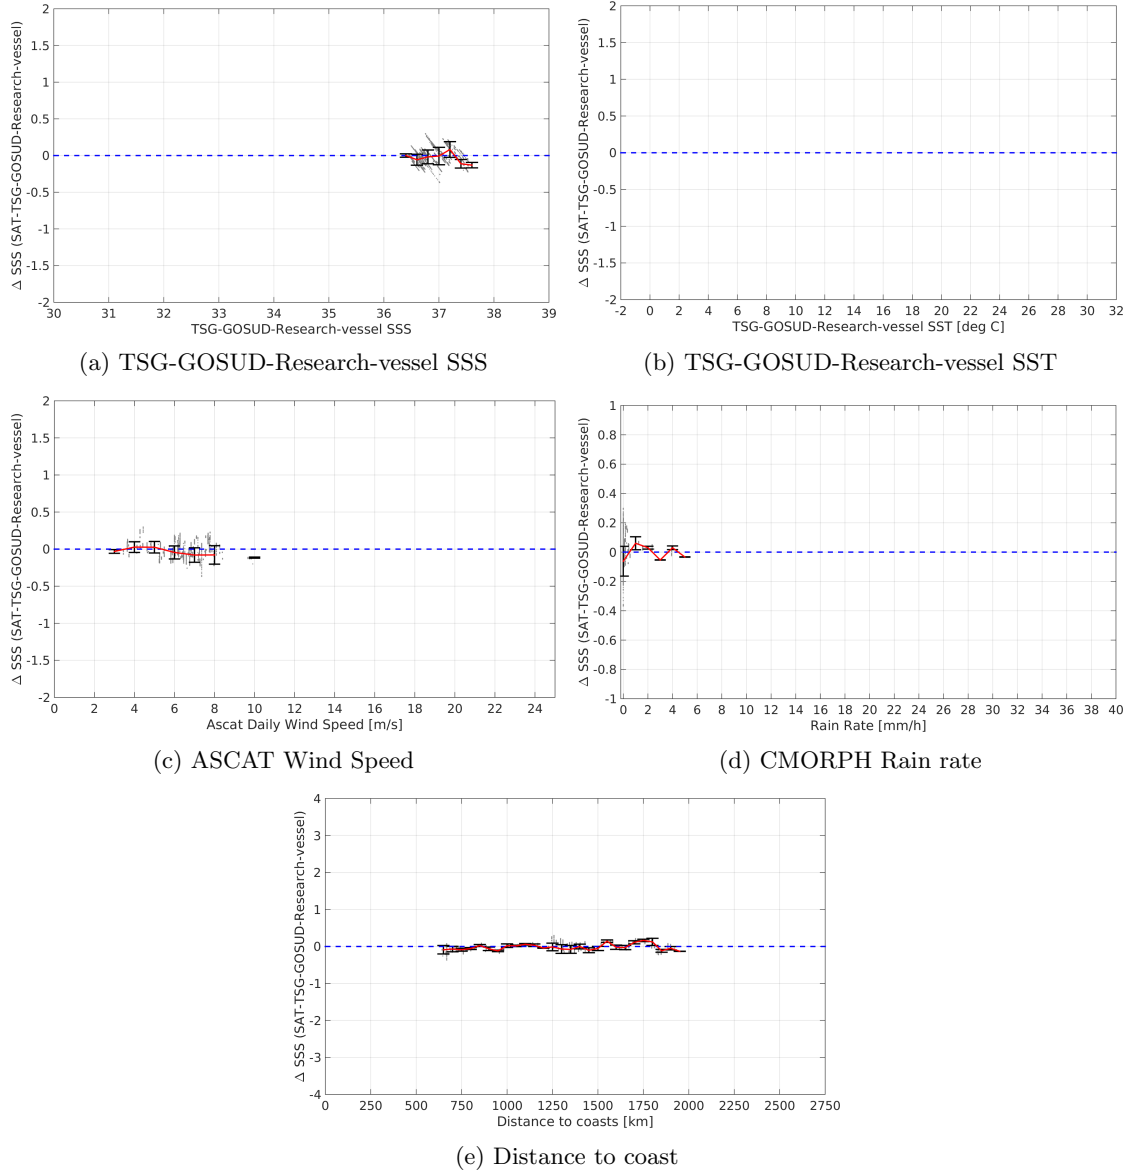 2
1.5
1
0.5
0
-0.5
-1
-1.5
-2
Δ SSS (SAT-TSG-GOSUD-Research-vessel)
30 31 32 33 34 35 36 37 38 39
TSG-GOSUD-Research-vessel SSS
(a) TSG-GOSUD-Research-vessel SSS
2
1.5
1
0.5
0
-0.5
-1
-1.5
-2
Δ SSS (SAT-TSG-GOSUD-Research-vessel)
-2 0 2 4 6 8 10 12 14 16 18 20 22 24 26 28 30 32
TSG-GOSUD-Research-vessel SST [deg C]
(b) TSG-GOSUD-Research-vessel SST
2
1.5
1
0.5
0
-0.5
-1
-1.5
-2
Δ SSS (SAT-TSG-GOSUD-Research-vessel)
0 2 4 6 8 10 12 14 16 18 20 22 24
Ascat Daily Wind Speed [m/s]
(c) ASCAT Wind Speed
1
0.8
0.6
0.4
0.2
0
-0.2
-0.4
-0.6
-0.8
-1
Δ SSS (SAT-TSG-GOSUD-Research-vessel)
0 2 4 6 8 10 12 14 16 18 20 22 24 26 28 30 32 34 36 38 40
Rain Rate [mm/h]
(d) CMORPH Rain rate
4
3
2
1
0
-1
-2
-3
-4
Δ SSS (SAT-TSG-GOSUD-Research-vessel)
0 250 500 750 1000 1250 1500 1750 2000 2250 2500 2750
Distance to coasts [km]
(e) Distance to coast